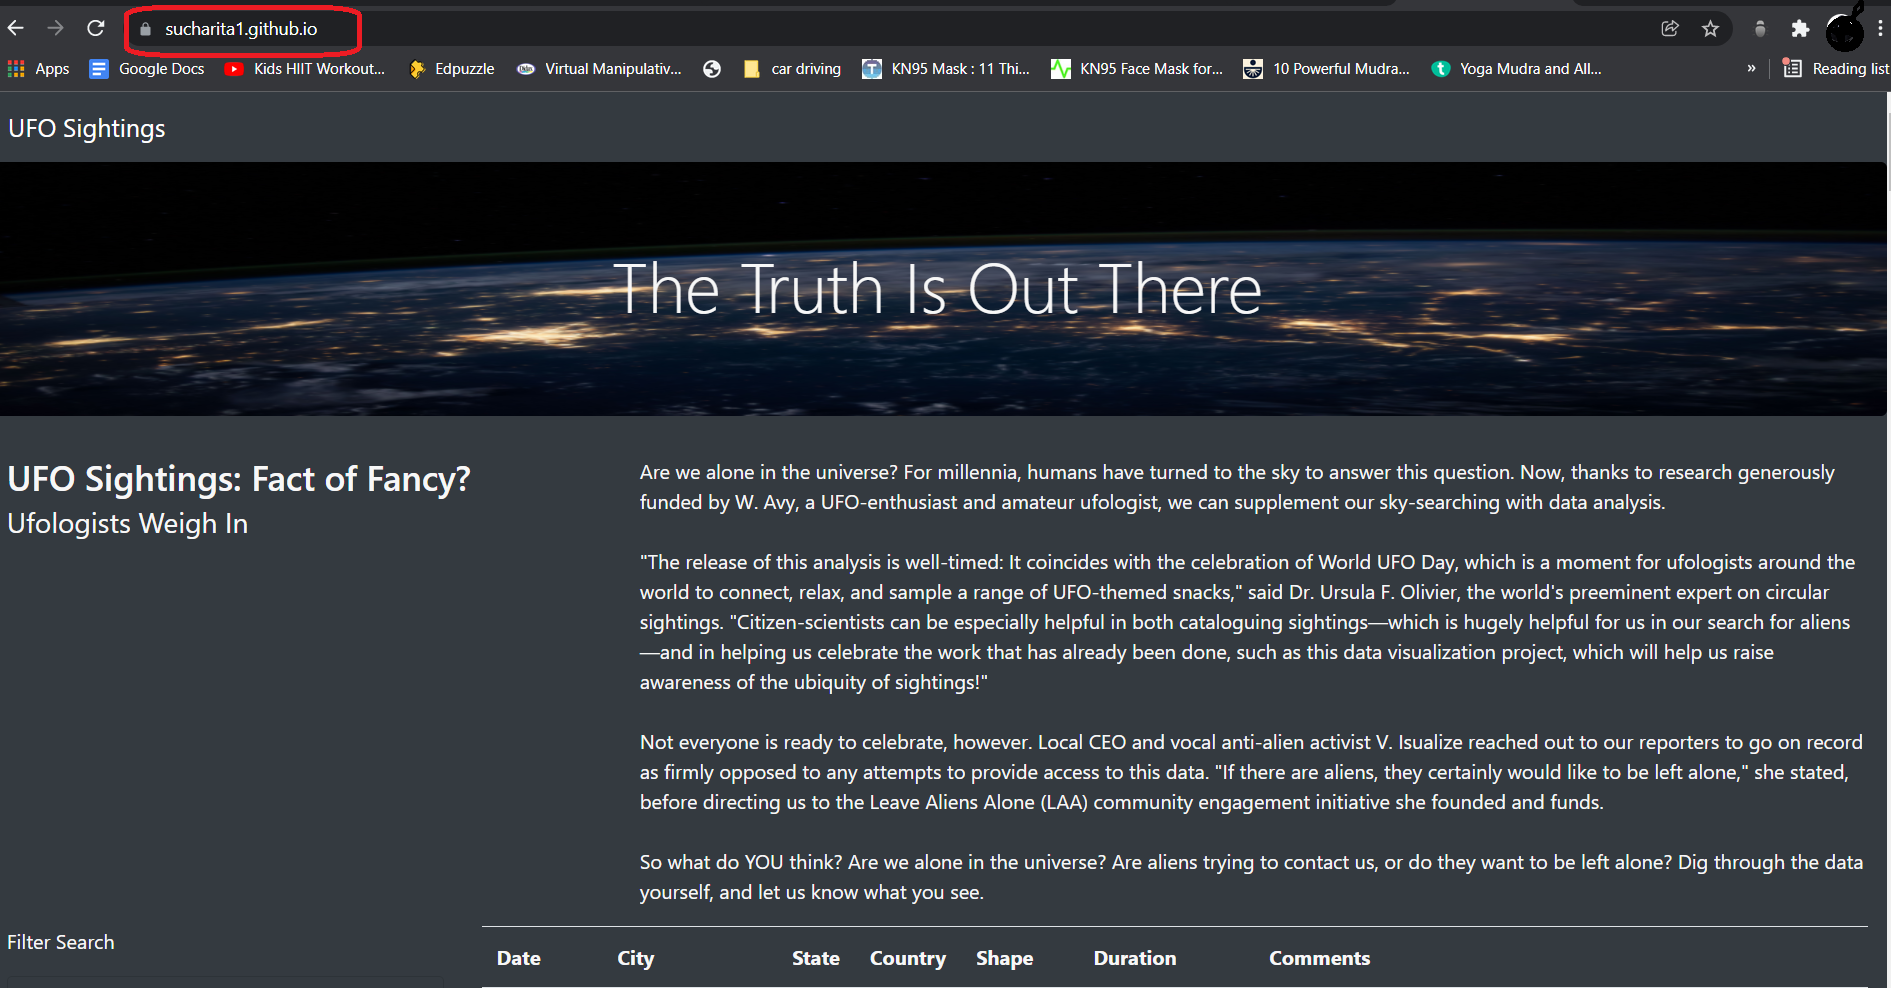 sucharita1.github.io
Apps Google Docs Kids HIIT Workout... Edpuzzle Virtual Manipulativ... car driving KN95 Mask : 11 Thi... KN95 Face Mask for... 10 Powerful Mudra... Yoga Mudra and All... » Reading list
UFO Sightings
The Truth Is Out There
UFO Sightings: Fact of Fancy?
Ufologists Weigh In
Are we alone in the universe? For millennia, humans have turned to the sky to answer this question. Now, thanks to research generously
funded by W. Avy, a UFO-enthusiast and amateur ufologist, we can supplement our sky-searching with data analysis.
"The release of this analysis is well-timed: It coincides with the celebration of World UFO Day, which is a moment for ufologists around the
world to connect, relax, and sample a range of UFO-themed snacks," said Dr. Ursula F. Olivier, the world's preeminent expert on circular
sightings. "Citizen-scientists can be especially helpful in both cataloguing sightings—which is hugely helpful for us in our search for aliens
—and in helping us celebrate the work that has already been done, such as this data visualization project, which will help us raise
awareness of the ubiquity of sightings!"
Not everyone is ready to celebrate, however. Local CEO and vocal anti-alien activist V. Isualize reached out to our reporters to go on record
as firmly opposed to any attempts to provide access to this data. "If there are aliens, they certainly would like to be left alone," she stated,
before directing us to the Leave Aliens Alone (LAA) community engagement initiative she founded and funds.
So what do YOU think? Are we alone in the universe? Are aliens trying to contact us, or do they want to be left alone? Dig through the data
yourself, and let us know what you see.
Filter Search
Date City State Country Shape Duration Comments